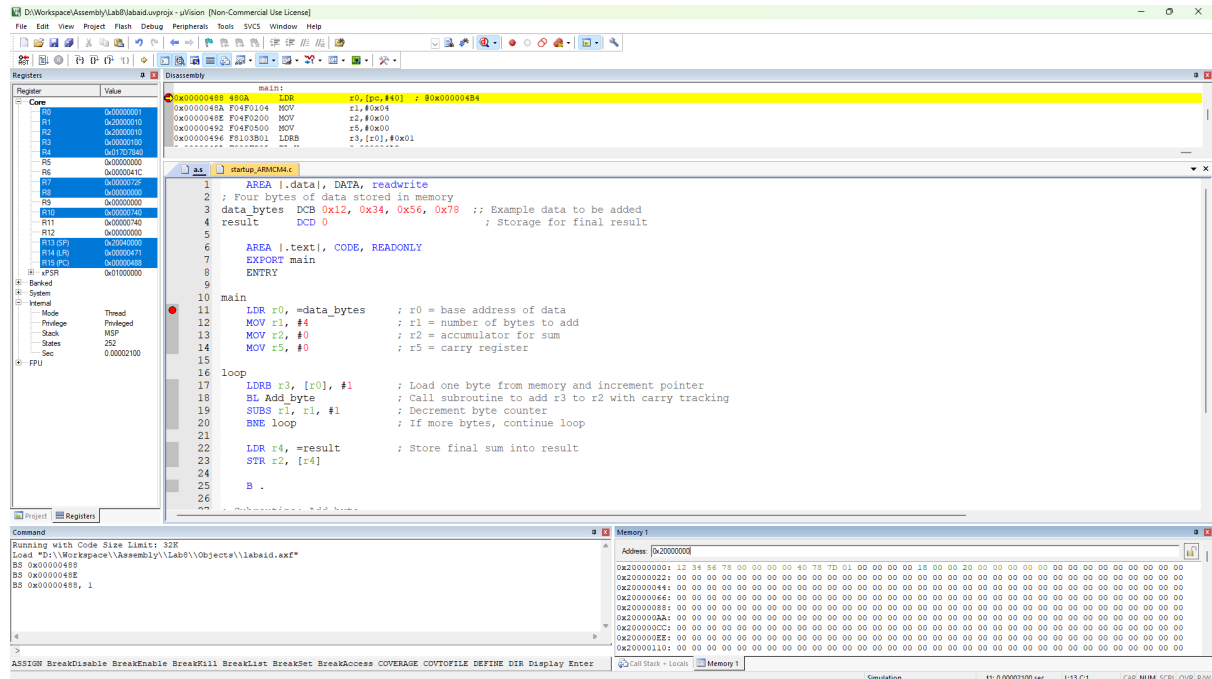 D:\Workspace\Assembly\Lab8\labaid.uvprojx - µVision [Non-Commercial Use License]
File Edit View Project Flash Debug Peripherals Tools SVCS Window Help
Registers
Register Value
Core
R0 0x00000001
R1 0x20000010
R2 0x20000010
R3 0x00000100
R4 0x017D7840
R5 0x00000000
R6 0x0000041C
R7 0x0000072F
R8 0x00000000
R9 0x00000000
R10 0x00000740
R11 0x00000740
R12 0x00000000
R13 (SP) 0x20040000
R14 (LR) 0x00000471
R15 (PC) 0x00000488
xPSR 0x01000000
Banked
System
Internal
Mode Thread
Privilege Privileged
Stack MSP
States 252
Sec 0.00002100
FPU
Project Registers
Disassembly
main:
0x00000488 480A LDR r0,[pc,#40] ; @0x000004B4
0x0000048A F04F0104 MOV r1,#0x04
0x0000048E F04F0200 MOV r2,#0x00
0x00000492 F04F0500 MOV r5,#0x00
0x00000496 F8103B01 LDRB r3,[r0],#0x01
a.s startup_ARMCM4.c
1 AREA |.data|, DATA, readwrite
2 ; Four bytes of data stored in memory
3 data_bytes DCB 0x12, 0x34, 0x56, 0x78 ;; Example data to be added
4 result DCD 0 ; Storage for final result
5
6 AREA |.text|, CODE, READONLY
7 EXPORT main
8 ENTRY
9
10 main
11 LDR r0, =data_bytes ; r0 = base address of data
12 MOV r1, #4 ; r1 = number of bytes to add
13 MOV r2, #0 ; r2 = accumulator for sum
14 MOV r5, #0 ; r5 = carry register
15
16 loop
17 LDRB r3, [r0], #1 ; Load one byte from memory and increment pointer
18 BL Add_byte ; Call subroutine to add r3 to r2 with carry tracking
19 SUBS r1, r1, #1 ; Decrement byte counter
20 BNE loop ; If more bytes, continue loop
21
22 LDR r4, =result ; Store final sum into result
23 STR r2, [r4]
24
25 B .
26
Command
Running with Code Size Limit: 32K
Load "D:\\Workspace\\Assembly\\Lab8\\Objects\\labaid.axf"
BS 0x00000488
BS 0x0000048E
BS 0x00000488, 1
>
ASSIGN BreakDisable BreakEnable BreakKill BreakList BreakSet BreakAccess COVERAGE COVTOFILE DEFINE DIR Display Enter
Memory 1
Address: 0x20000000
0x20000000: 12 34 56 78 00 00 00 00 40 78 7D 01 00 00 00 00 18 00 00 20 00 00 00 00 00 00 00 00 00 00 00 00 00 00
0x20000022: 00 00 00 00 00 00 00 00 00 00 00 00 00 00 00 00 00 00 00 00 00 00 00 00 00 00 00 00 00 00 00 00 00 00
0x20000044: 00 00 00 00 00 00 00 00 00 00 00 00 00 00 00 00 00 00 00 00 00 00 00 00 00 00 00 00 00 00 00 00 00 00
0x20000066: 00 00 00 00 00 00 00 00 00 00 00 00 00 00 00 00 00 00 00 00 00 00 00 00 00 00 00 00 00 00 00 00 00 00
0x20000088: 00 00 00 00 00 00 00 00 00 00 00 00 00 00 00 00 00 00 00 00 00 00 00 00 00 00 00 00 00 00 00 00 00 00
0x200000AA: 00 00 00 00 00 00 00 00 00 00 00 00 00 00 00 00 00 00 00 00 00 00 00 00 00 00 00 00 00 00 00 00 00 00
0x200000CC: 00 00 00 00 00 00 00 00 00 00 00 00 00 00 00 00 00 00 00 00 00 00 00 00 00 00 00 00 00 00 00 00 00 00
0x200000EE: 00 00 00 00 00 00 00 00 00 00 00 00 00 00 00 00 00 00 00 00 00 00 00 00 00 00 00 00 00 00 00 00 00 00
0x20000110: 00 00 00 00 00 00 00 00 00 00 00 00 00 00 00 00 00 00 00 00 00 00 00 00 00 00 00 00 00 00 00 00 00 00
Call Stack + Locals Memory 1
Simulation t1: 0.00002100 sec L:13 C:1 CAP NUM SCRL OVR R/W